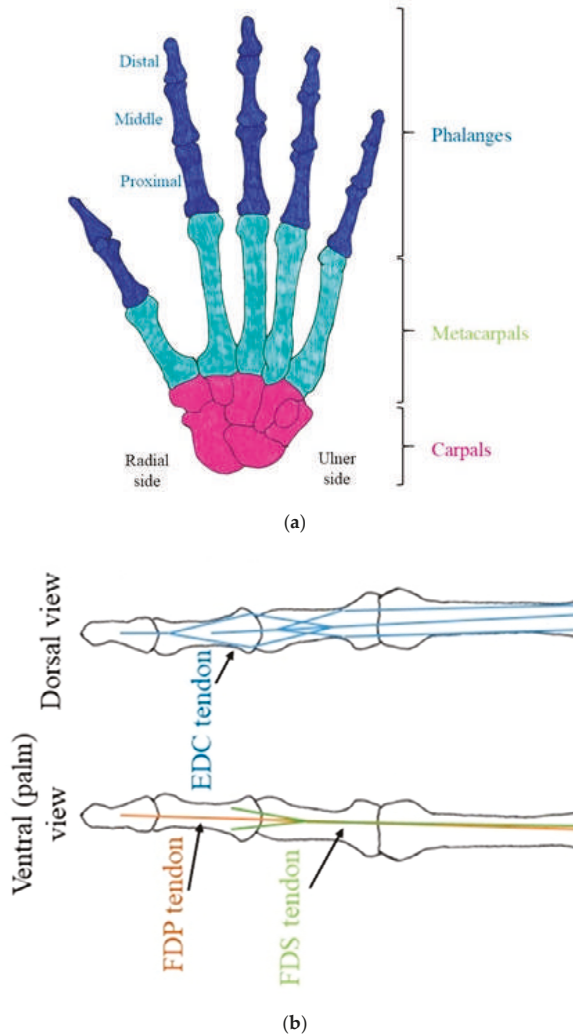 Distal
Middle
Proximal
Phalanges
Metacarpals
Radial
side
Ulner
side
Carpals
(a)
Dorsal view
EDC tendon
Ventral (palm)
view
FDP tendon
FDS tendon
(b)